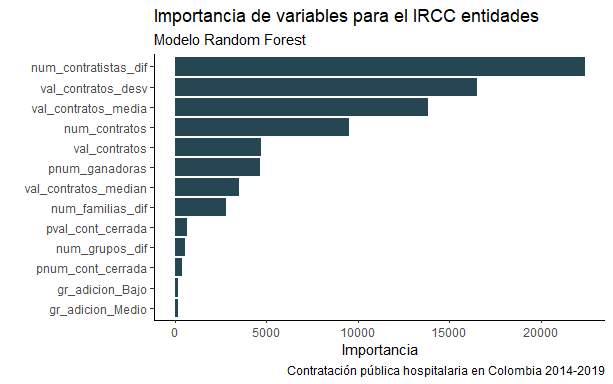 Importancia de variables para el IRCC entidades
Modelo Random Forest
num_contratistas_dif
val_contratos_desv
val_contratos_media
num_contratos
val_contratos
pnum_ganadoras
val_contratos_median
num_familias_dif
pval_cont_cerrada
num_grupos_dif
pnum_cont_cerrada
gr_adicion_Bajo
gr_adicion_Medio
0 5000 10000 15000 20000
Importancia
Contratación pública hospitalaria en Colombia 2014-2019